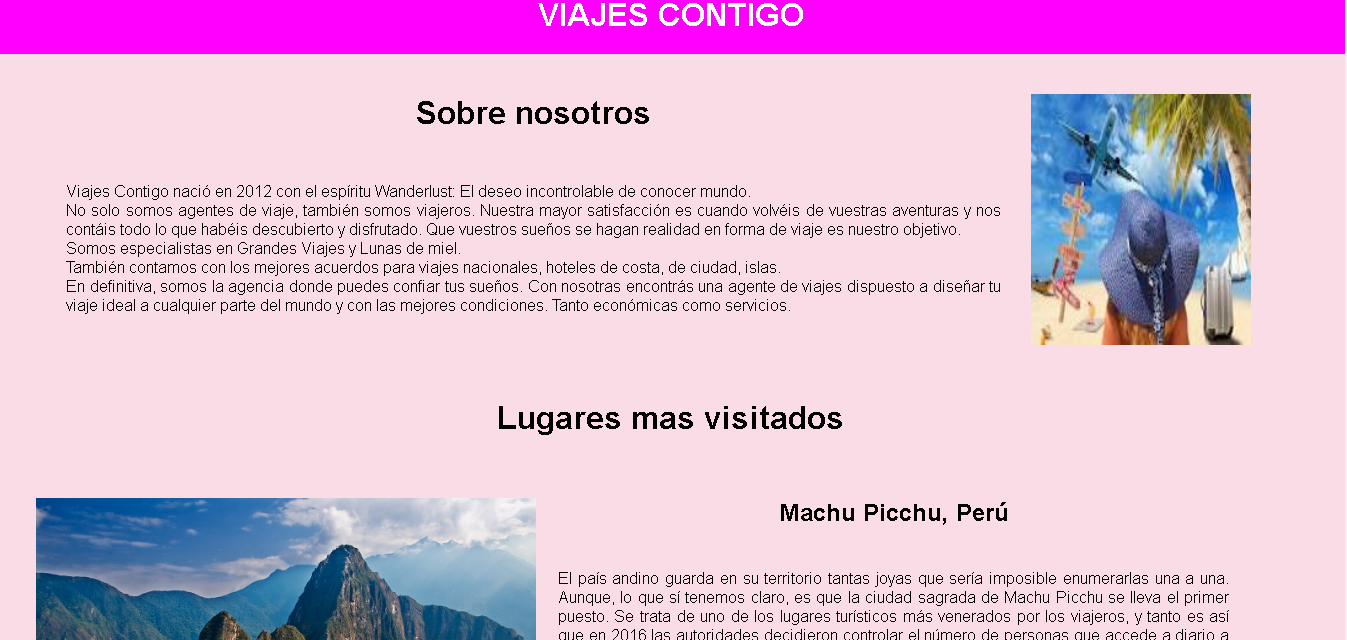 VIAJES CONTIGO
Sobre nosotros
Viajes Contigo nació en 2012 con el espíritu Wanderlust: El deseo incontrolable de conocer mundo.
No solo somos agentes de viaje, también somos viajeros. Nuestra mayor satisfacción es cuando volvéis de vuestras aventuras y nos
contáis todo lo que habéis descubierto y disfrutado. Que vuestros sueños se hagan realidad en forma de viaje es nuestro objetivo.
Somos especialistas en Grandes Viajes y Lunas de miel.
También contamos con los mejores acuerdos para viajes nacionales, hoteles de costa, de ciudad, islas.
En definitiva, somos la agencia donde puedes confiar tus sueños. Con nosotras encontrás una agente de viajes dispuesto a diseñar tu
viaje ideal a cualquier parte del mundo y con las mejores condiciones. Tanto económicas como servicios.
Lugares mas visitados
Machu Picchu, Perú
El país andino guarda en su territorio tantas joyas que sería imposible enumerarlas una a una.
Aunque, lo que sí tenemos claro, es que la ciudad sagrada de Machu Picchu se lleva el primer
puesto. Se trata de uno de los lugares turísticos más venerados por los viajeros, y tanto es así
que en 2016 las autoridades decidieron controlar el número de personas que accede a diario a